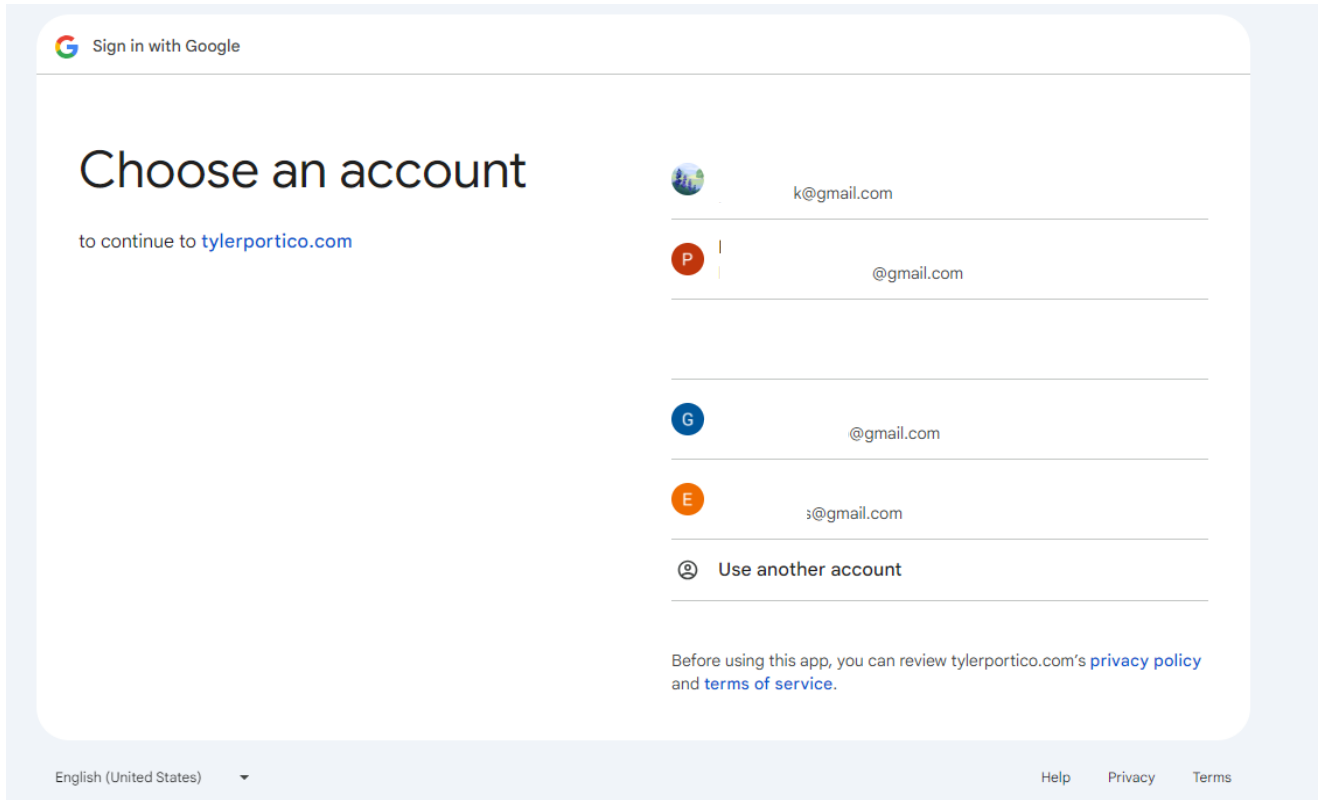 Sign in with Google
Choose an account
to continue to tylerportico.com
k@gmail.com
P
@gmail.com
G
@gmail.com
E
s@gmail.com
Use another account
Before using this app, you can review tylerportico.com’s privacy policy
and terms of service.
English (United States)
Help Privacy Terms